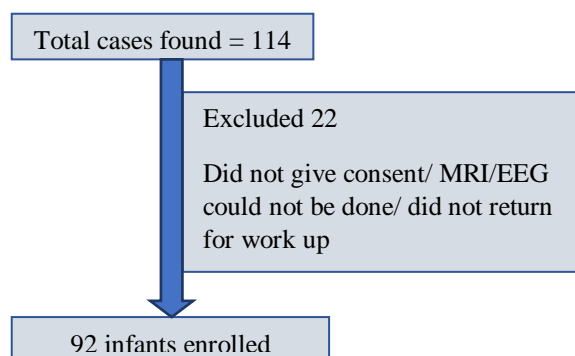 Total cases found = 114
Excluded 22
Did not give consent/ MRI/EEG
could not be done/ did not return
for work up
92 infants enrolled